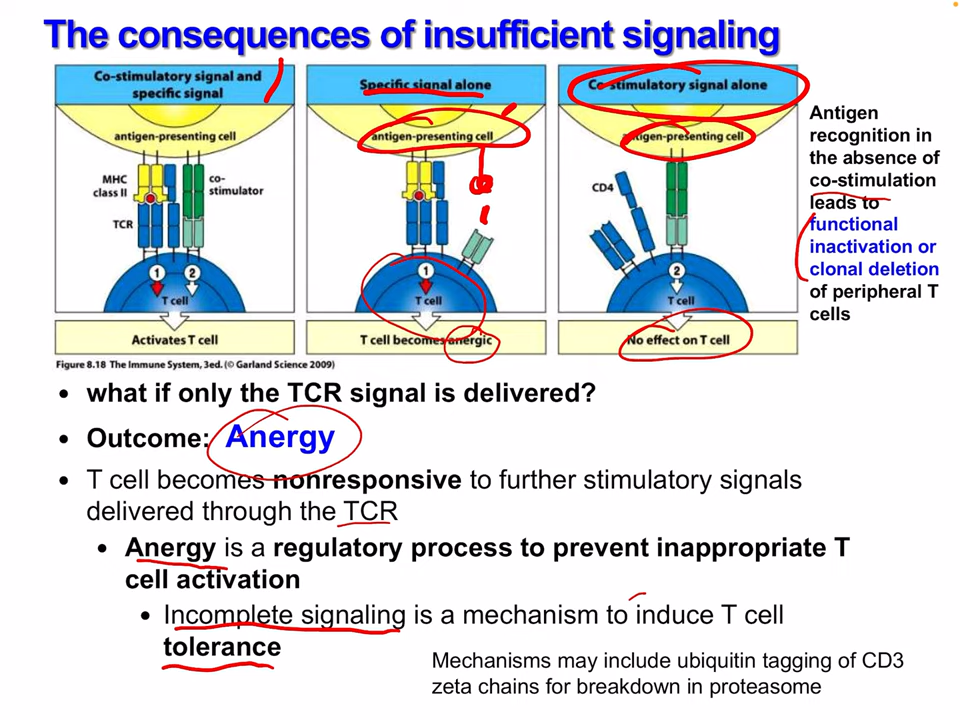 The consequences of insufficient signaling
Co-stimulatory signal and
specific signal
antigen-presenting cell
MHC
class II
co-
stimulator
TCR
1
2
T cell
Activates T cell
Specific signal alone
antigen-presenting cell
1
T cell
T cell becomes anergic
Co-stimulatory signal alone
antigen-presenting cell
CD4
2
T cell
No effect on T cell
Antigen
recognition in
the absence of
co-stimulation
leads to
functional
inactivation or
clonal deletion
of peripheral T
cells
Figure 8.18 The Immune System, 3ed. (© Garland Science 2009)
• what if only the TCR signal is delivered?
• Outcome: Anergy
• T cell becomes nonresponsive to further stimulatory signals
delivered through the TCR
• Anergy is a regulatory process to prevent inappropriate T
cell activation
• Incomplete signaling is a mechanism to induce T cell
tolerance
Mechanisms may include ubiquitin tagging of CD3
zeta chains for breakdown in proteasome